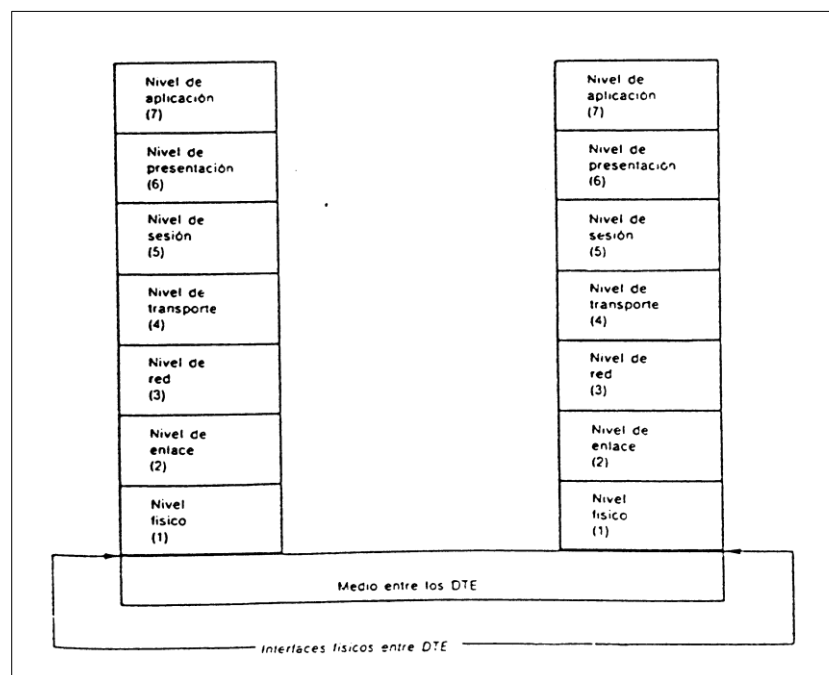 Nivel de
aplicación
(7)
Nivel de
presentación
(6)
Nivel de
sesión
(5)
Nivel de
transporte
(4)
Nivel de
red
(3)
Nivel de
enlace
(2)
Nivel
físico
(1)
Nivel de
aplicación
(7)
Nivel de
presentación
(6)
Nivel de
sesión
(5)
Nivel de
transporte
(4)
Nivel de
red
(3)
Nivel de
enlace
(2)
Nivel
físico
(1)
Medio entre los DTE
Interfaces físicos entre DTE